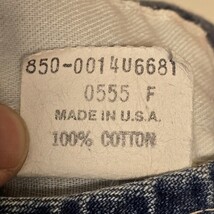 850-0014U6681
0555 F
MADE IN U.S.A.
100% COTTON